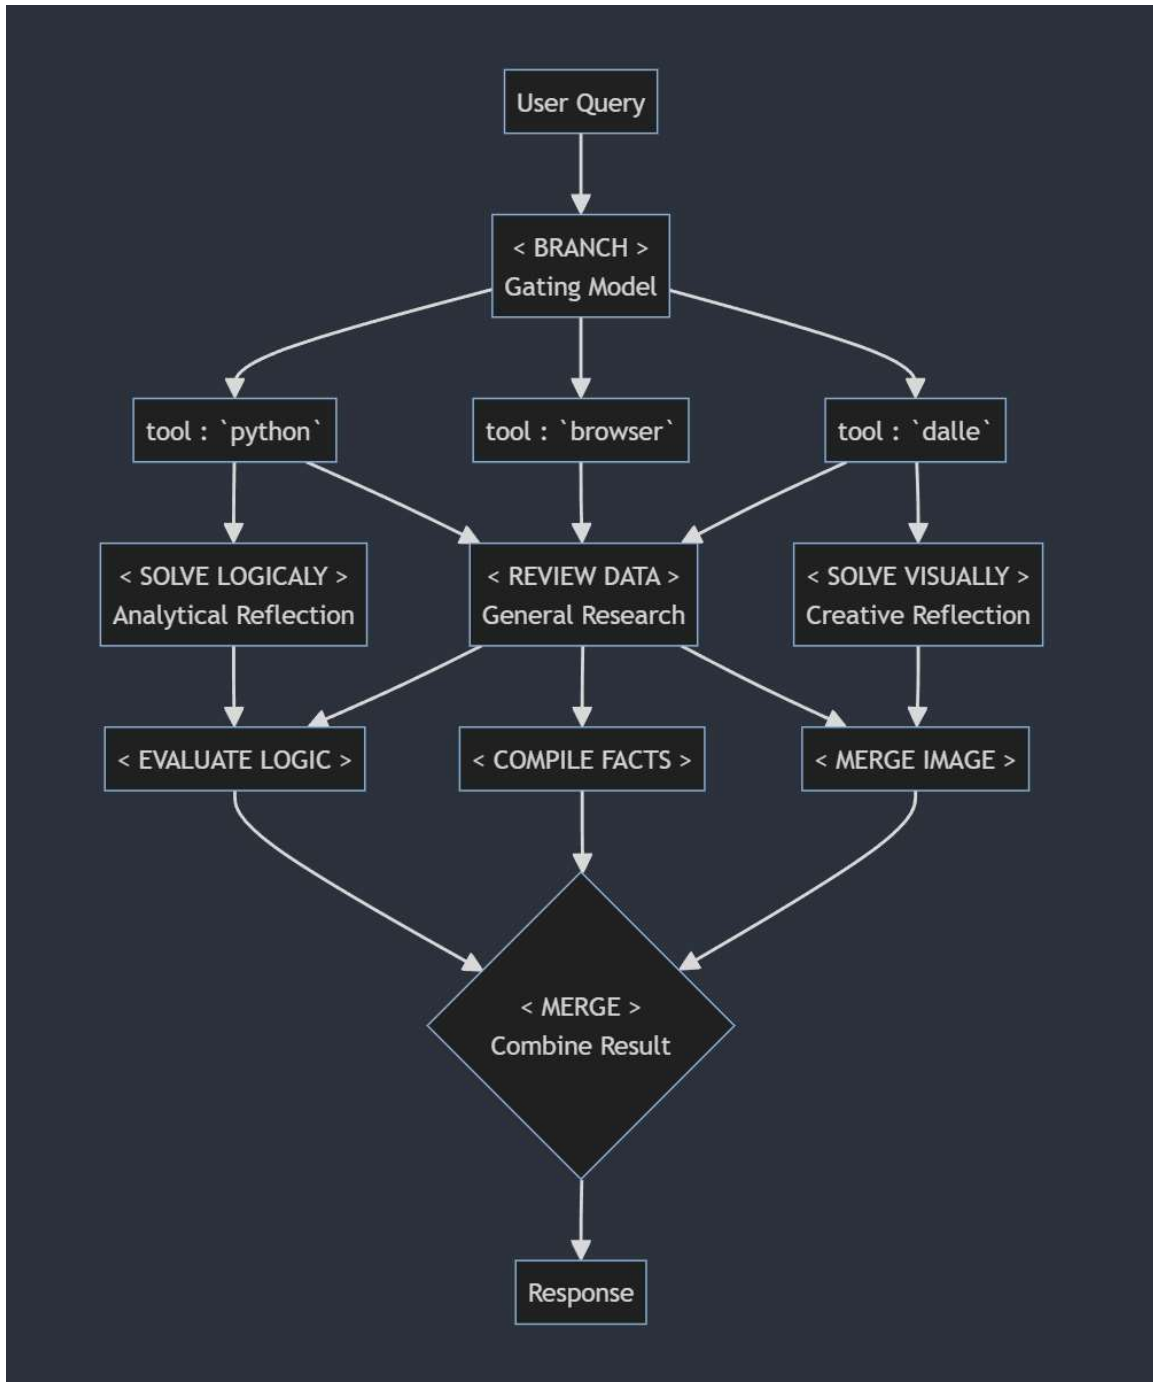 User Query
< BRANCH >
Gating Model
tool : `python`
tool : `browser`
tool : `dalle`
< SOLVE LOGICALY >
Analytical Reflection
< REVIEW DATA >
General Research
< SOLVE VISUALLY >
Creative Reflection
< EVALUATE LOGIC >
< COMPILE FACTS >
< MERGE IMAGE >
< MERGE >
Combine Result
Response